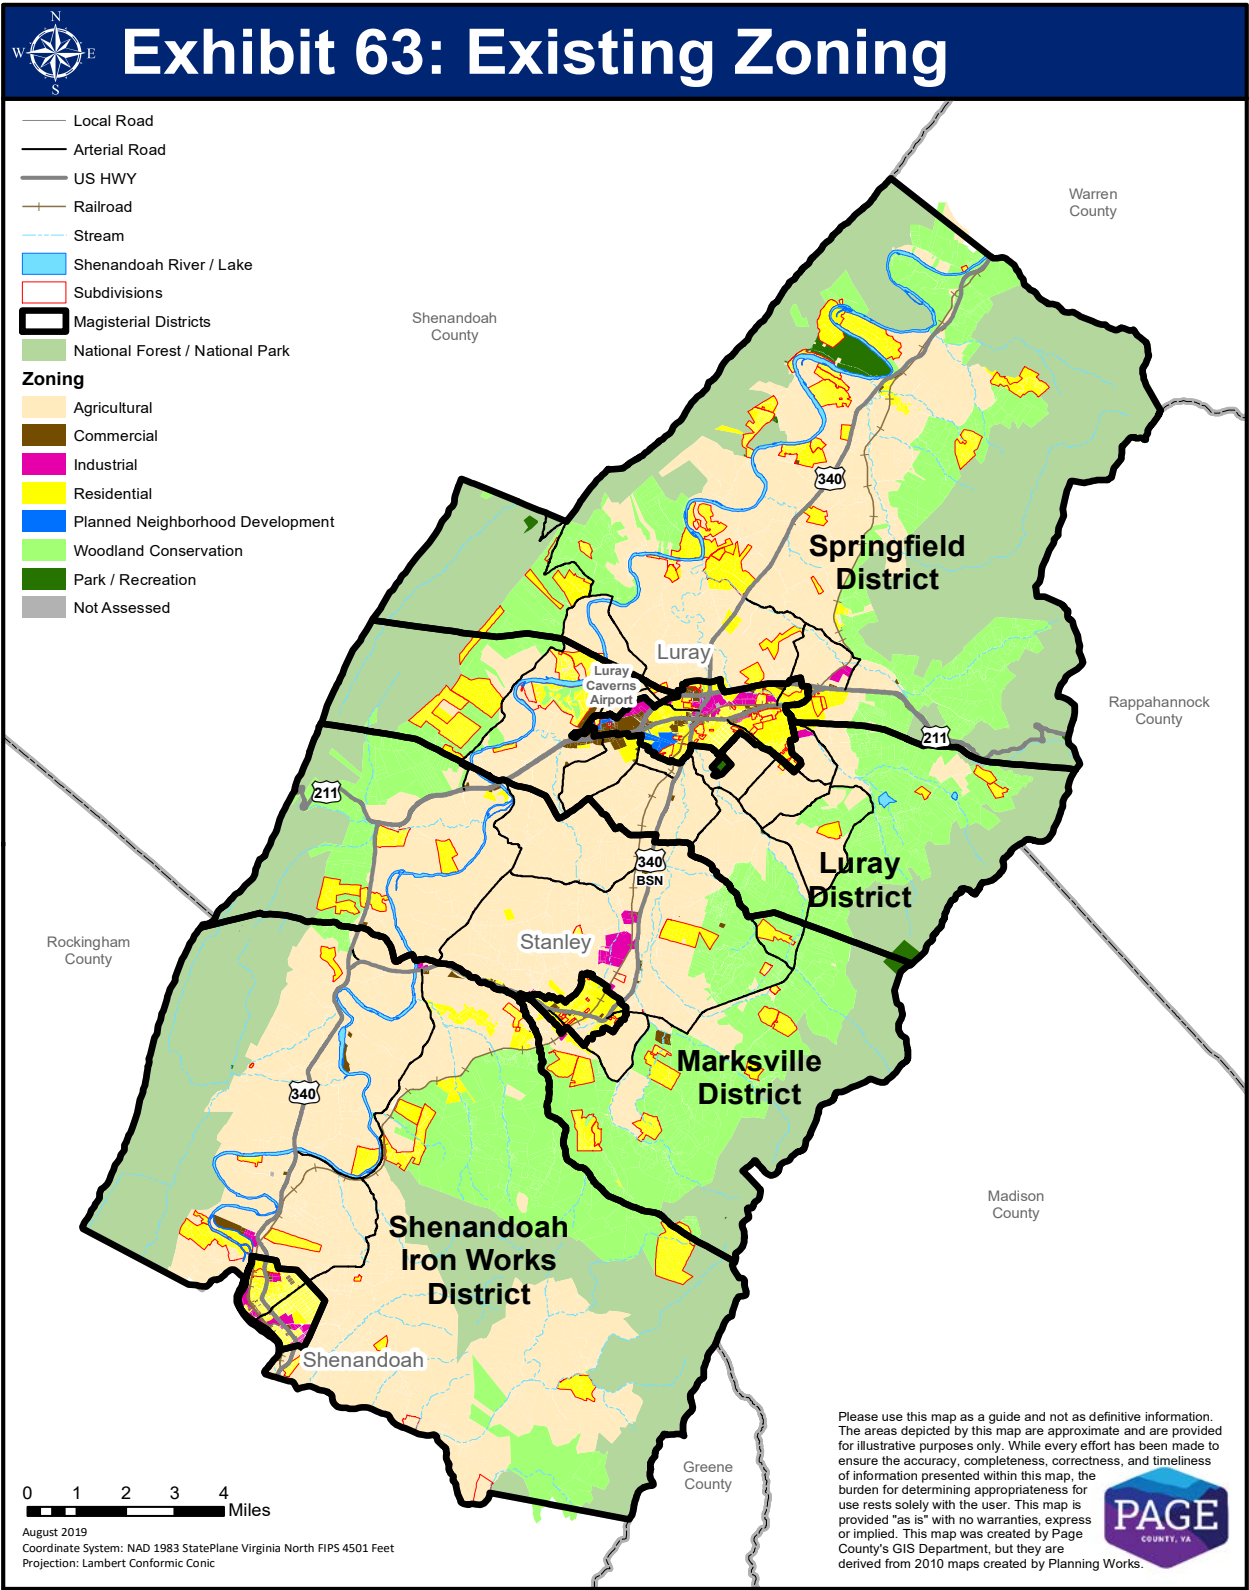 N
W
E
S
Exhibit 63: Existing Zoning
Local Road
Arterial Road
US HWY
Railroad
Stream
Shenandoah River / Lake
Subdivisions
Magisterial Districts
National Forest / National Park
Zoning
Agricultural
Commercial
Industrial
Residential
Planned Neighborhood Development
Woodland Conservation
Park / Recreation
Not Assessed
Warren
County
Shenandoah
County
340
Springfield
District
Luray
Luray
Caverns
Airport
Rappahannock
County
211
211
340
BSN
Luray
District
Rockingham
County
Stanley
Marksville
District
340
Madison
County
Shenandoah
Iron Works
District
Shenandoah
Greene
County
0 1 2 3 4
Miles
August 2019
Coordinate System: NAD 1983 StatePlane Virginia North FIPS 4501 Feet
Projection: Lambert Conformic Conic
Please use this map as a guide and not as definitive information.
The areas depicted by this map are approximate and are provided
for illustrative purposes only. While every effort has been made to
ensure the accuracy, completeness, correctness, and timeliness
of information presented within this map, the
burden for determining appropriateness for
use rests solely with the user. This map is
provided "as is" with no warranties, express
or implied. This map was created by Page
County's GIS Department, but they are
derived from 2010 maps created by Planning Works.
PAGE
COUNTY, VA